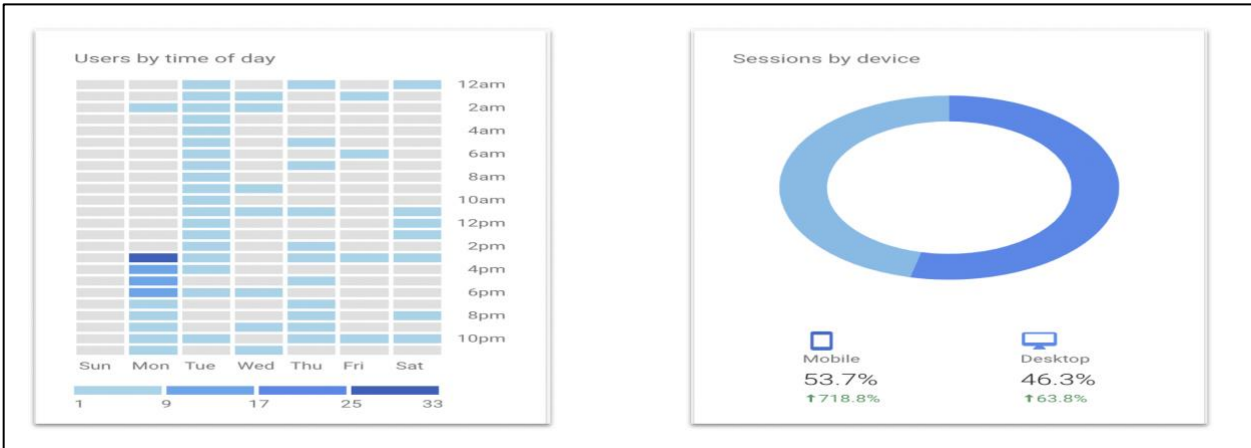 Users by time of day
12am
2am
4am
6am
8am
10am
12pm
2pm
4pm
6pm
8pm
10pm
Sun Mon Tue Wed Thu Fri Sat
1 9 17 25 33
Sessions by device
Mobile Desktop
53.7% 46.3%
↑718.8% ↑63.8%